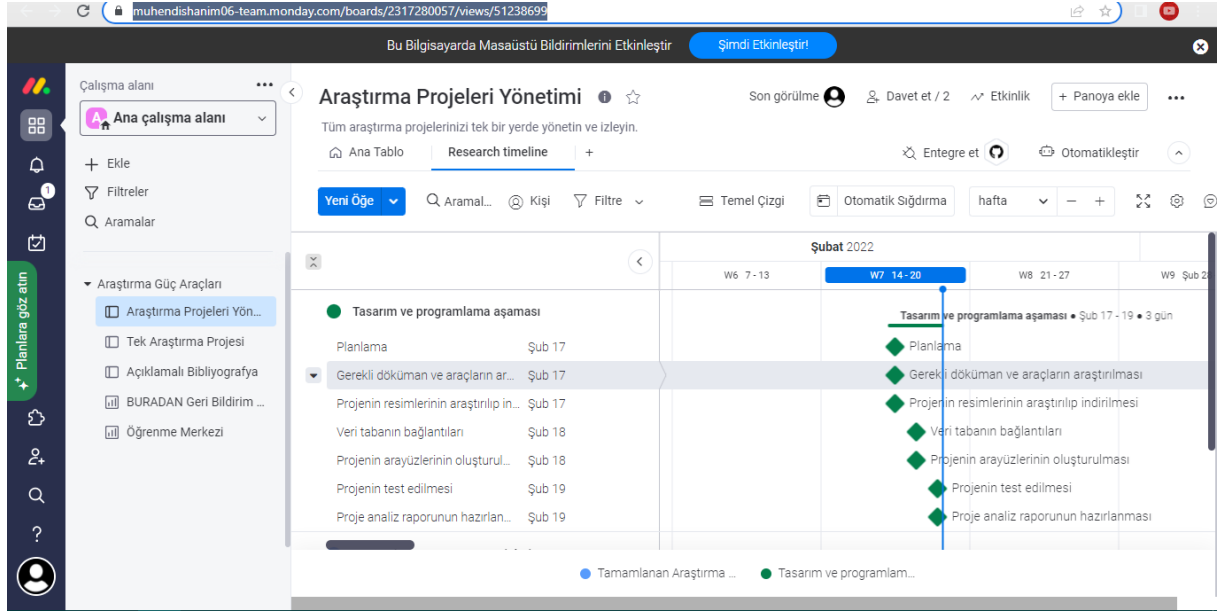 muhendishanim06-team.monday.com/boards/2317280057/views/51238699
Bu Bilgisayarda Masaüstü Bildirimlerini Etkinleştir Şimdi Etkinleştir!
Çalışma alanı
Ana çalışma alanı
Ekle
Filtreler
Aramalar
Araştırma Güç Araçları
Araştırma Projeleri Yön...
Tek Araştırma Projesi
Açıklamalı Bibliyografya
BURADAN Geri Bildirim ...
Öğrenme Merkezi
1
Planlara göz atın
?
Araştırma Projeleri Yönetimi
Son görülme Davet et / 2 Etkinlik + Panoya ekle
Tüm araştırma projelerinizi tek bir yerde yönetin ve izleyin.
Ana Tablo Research timeline + Entegre et Otomatikleştir
Yeni Öğe Aramal... Kişi Filtre Temel Çizgi Otomatik Sığdırma hafta − +
Şubat 2022
W6 7 - 13 W7 14 - 20 W8 21 - 27 W9 Şub 28
Tasarım ve programlama aşaması Tasarım ve programlama aşaması ● Şub 17 - 19 ● 3 gün
Planlama Şub 17 Planlama
Gerekli döküman ve araçların ar... Şub 17 Gerekli döküman ve araçların araştırılması
Projenin resimlerinin araştırılıp in... Şub 17 Projenin resimlerinin araştırılıp indirilmesi
Veri tabanın bağlantıları Şub 18 Veri tabanın bağlantıları
Projenin arayüzlerinin oluşturul... Şub 18 Projenin arayüzlerinin oluşturulması
Projenin test edilmesi Şub 19 Projenin test edilmesi
Proje analiz raporunun hazırlan... Şub 19 Proje analiz raporunun hazırlanması
Tamamlanan Araştırma ... Tasarım ve programlam...